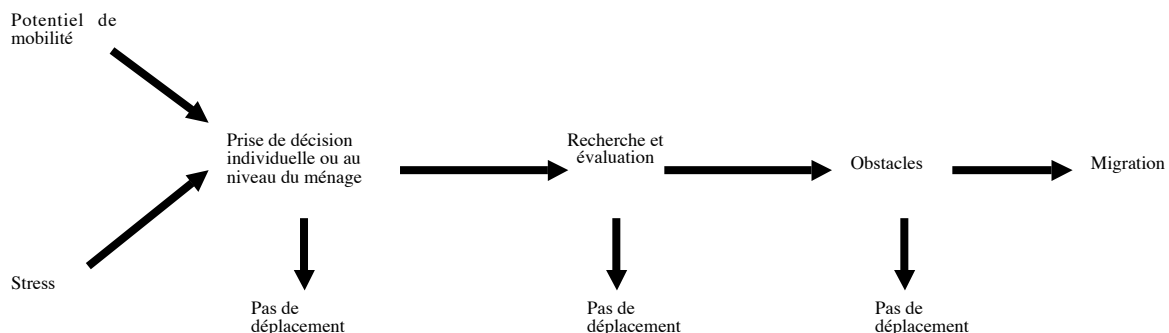 Potentiel de
mobilité
Prise de décision
individuelle ou au
niveau du ménage
Recherche et
évaluation
Obstacles
Migration
Stress
Pas de
déplacement
Pas de
déplacement
Pas de
déplacement